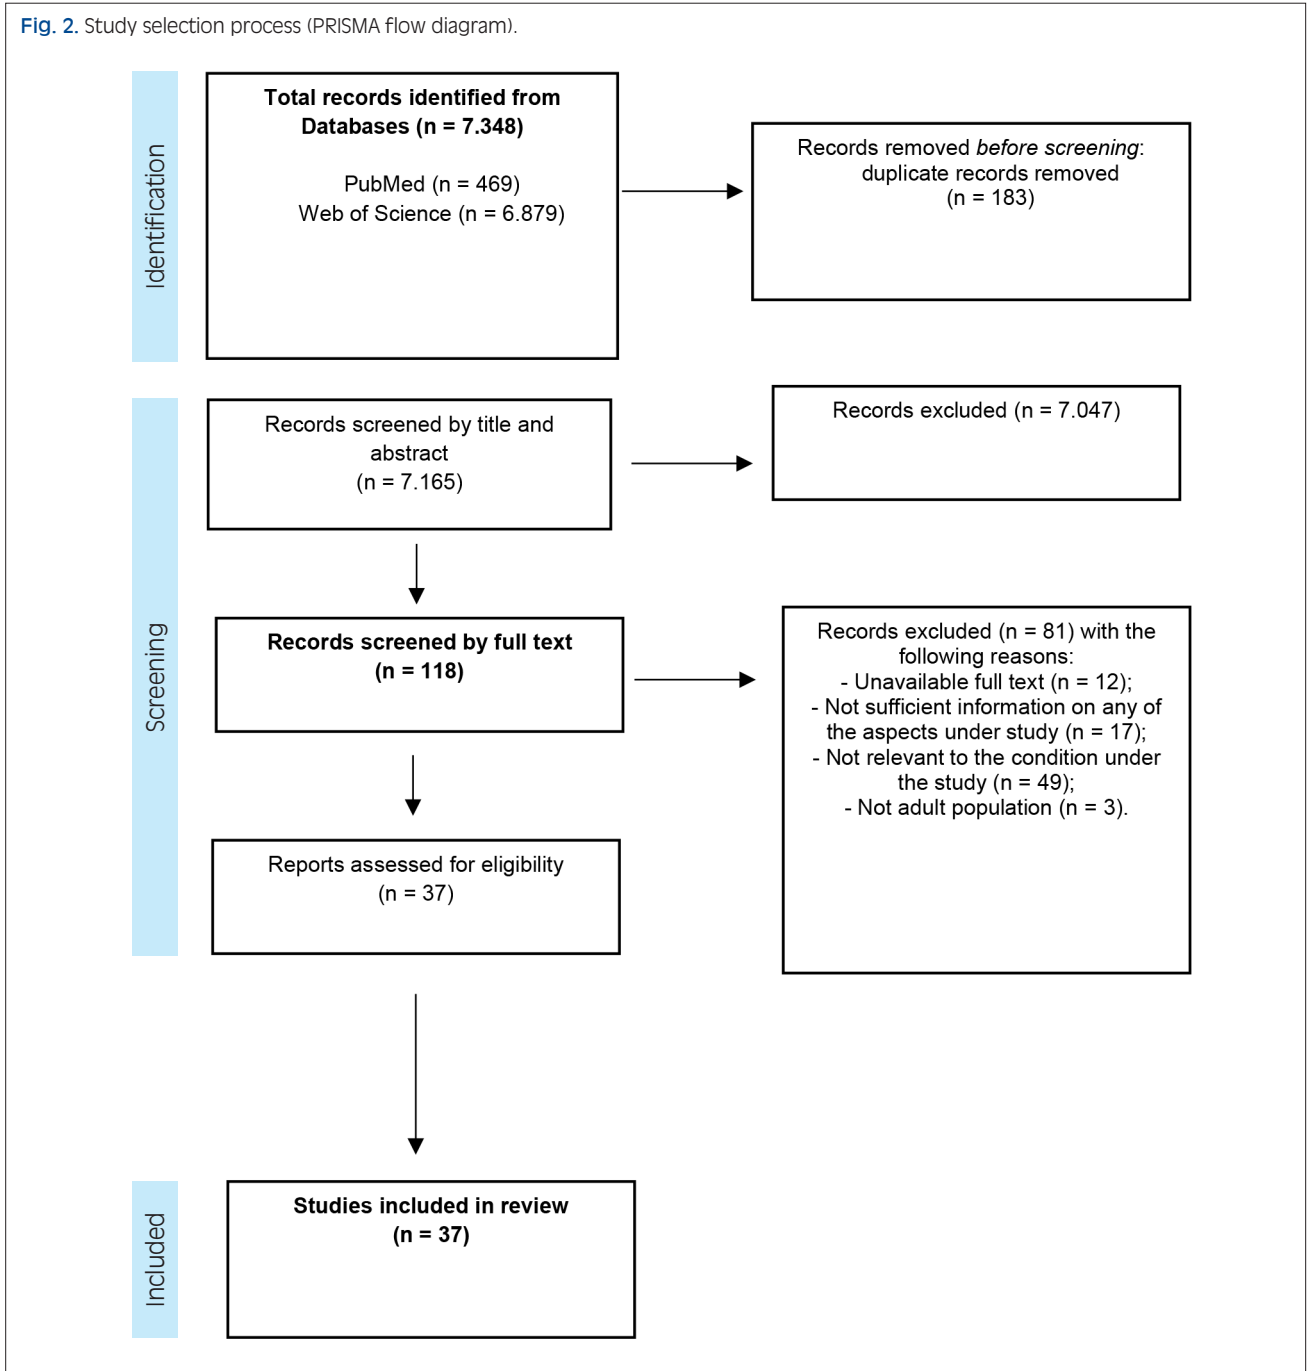 Fig. 2. Study selection process (PRISMA flow diagram).
Identification
Total records identified from
Databases (n = 7.348)
PubMed (n = 469)
Web of Science (n = 6.879)
Records removed before screening:
duplicate records removed
(n = 183)
Screening
Records screened by title and
abstract
(n = 7.165)
Records excluded (n = 7.047)
Records screened by full text
(n = 118)
Records excluded (n = 81) with the
following reasons:
- Unavailable full text (n = 12);
- Not sufficient information on any of
the aspects under study (n = 17);
- Not relevant to the condition under
the study (n = 49);
- Not adult population (n = 3).
Reports assessed for eligibility
(n = 37)
Included
Studies included in review
(n = 37)